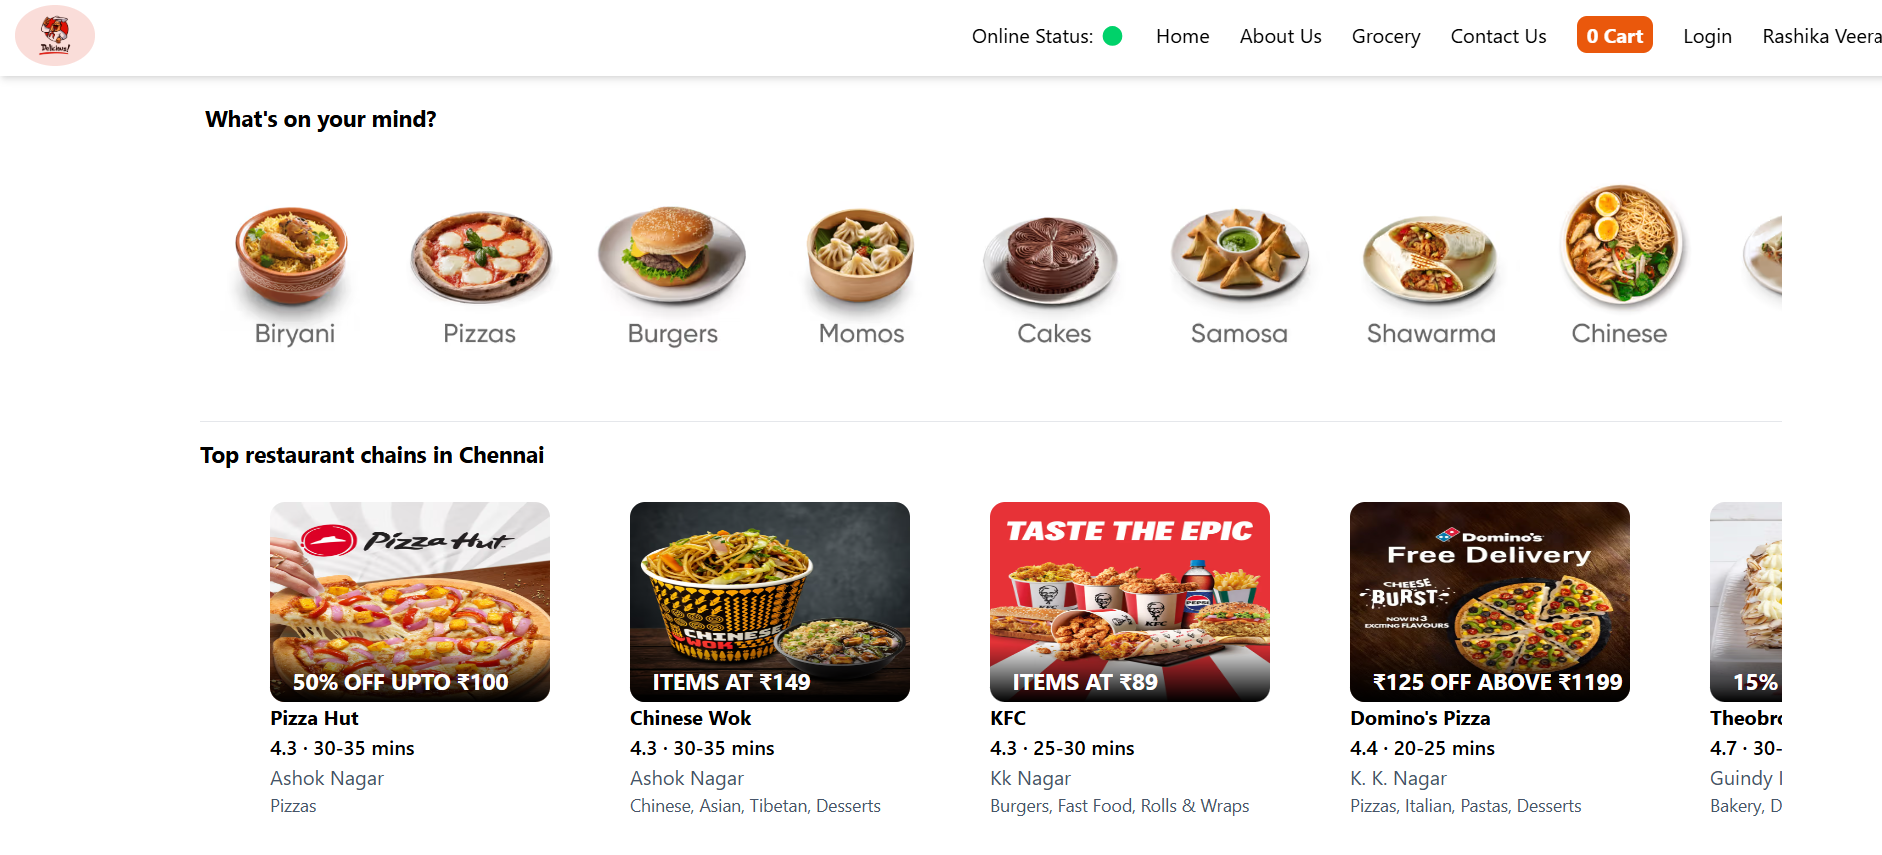 Delicious!
Online Status:
Home
About Us
Grocery
Contact Us
0 Cart
Login
Rashika Veera
What's on your mind?
Biryani
Pizzas
Burgers
Momos
Cakes
Samosa
Shawarma
Chinese
Top restaurant chains in Chennai
Pizza Hut
50% OFF UPTO ₹100
Pizza Hut
4.3 · 30-35 mins
Ashok Nagar
Pizzas
CHINESE
WOK
ITEMS AT ₹149
Chinese Wok
4.3 · 30-35 mins
Ashok Nagar
Chinese, Asian, Tibetan, Desserts
TASTE THE EPIC
KFC
KFC
PEPSI
ITEMS AT ₹89
KFC
4.3 · 25-30 mins
Kk Nagar
Burgers, Fast Food, Rolls & Wraps
Domino's
Free Delivery
CHEESE
BURST
NOW IN 3
EXCITING FLAVOURS
₹125 OFF ABOVE ₹1199
Domino's Pizza
4.4 · 20-25 mins
K. K. Nagar
Pizzas, Italian, Pastas, Desserts
15%
Theobro
4.7 · 30-
Guindy
Bakery, D